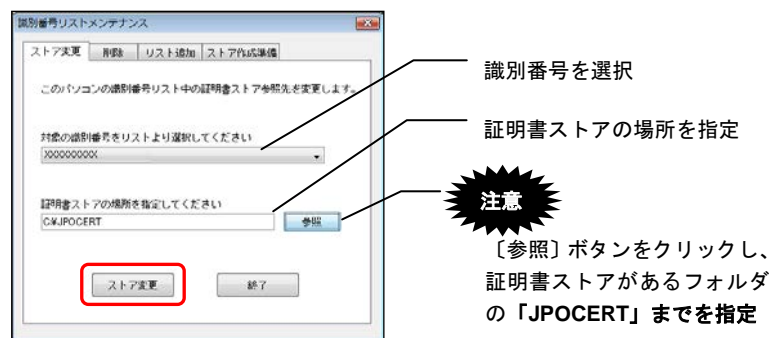 識別番号リストメンテナンス
ストア変更 削除 リスト追加 ストア作成準備
このパソコンの識別番号リスト中の証明書ストア参照先を変更します。
対象の識別番号をリストより選択してください
XXXXXXXXX
証明書ストアの場所を指定してください
C:¥JPOCERT 参照
ストア変更 終了
識別番号を選択
証明書ストアの場所を指定
注意
〔参照〕ボタンをクリックし、
証明書ストアがあるフォルダ
の「JPOCERT」までを指定